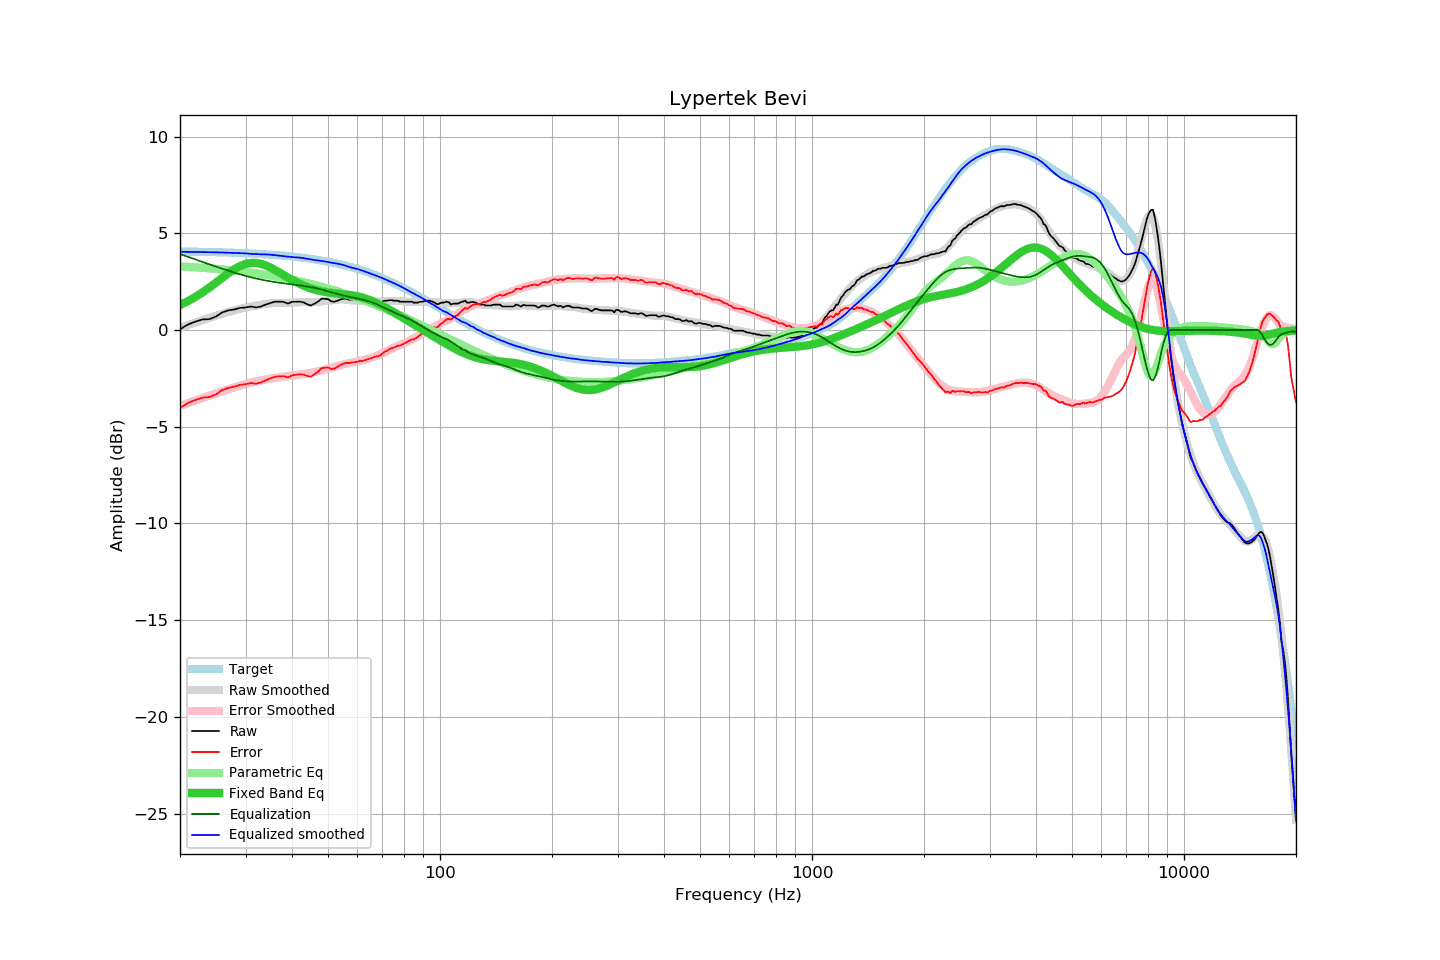 Lypertek Bevi
10
5
0
−5
−10
−15
−20
−25
Amplitude (dBr)
Target
Raw Smoothed
Error Smoothed
Raw
Error
Parametric Eq
Fixed Band Eq
Equalization
Equalized smoothed
100 1000 10000
Frequency (Hz)